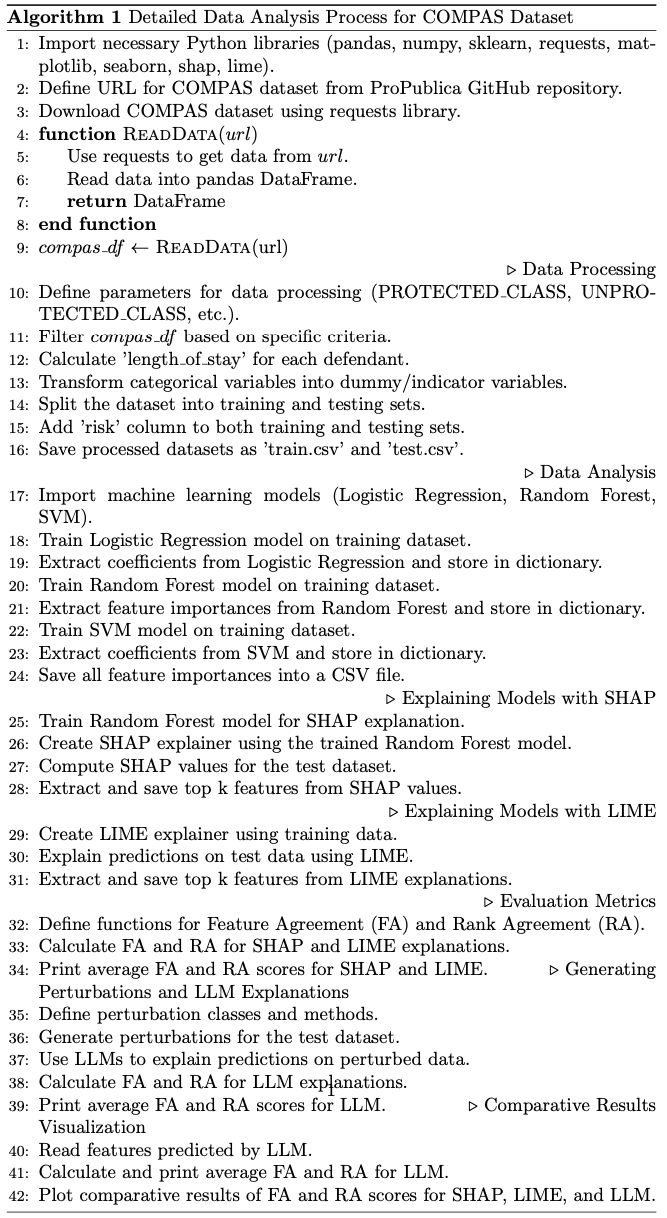 Algorithm 1 Detailed Data Analysis Process for COMPAS Dataset
1: Import necessary Python libraries (pandas, numpy, sklearn, requests, mat-
plotlib, seaborn, shap, lime).
2: Define URL for COMPAS dataset from ProPublica GitHub repository.
3: Download COMPAS dataset using requests library.
4: function READDATA(url)
5: Use requests to get data from url.
6: Read data into pandas DataFrame.
7: return DataFrame
8: end function
9: compas_df ← READDATA(url)
▷ Data Processing
10: Define parameters for data processing (PROTECTED_CLASS, UNPRO-
TECTED_CLASS, etc.).
11: Filter compas_df based on specific criteria.
12: Calculate 'length_of_stay' for each defendant.
13: Transform categorical variables into dummy/indicator variables.
14: Split the dataset into training and testing sets.
15: Add 'risk' column to both training and testing sets.
16: Save processed datasets as 'train.csv' and 'test.csv'.
▷ Data Analysis
17: Import machine learning models (Logistic Regression, Random Forest,
SVM).
18: Train Logistic Regression model on training dataset.
19: Extract coefficients from Logistic Regression and store in dictionary.
20: Train Random Forest model on training dataset.
21: Extract feature importances from Random Forest and store in dictionary.
22: Train SVM model on training dataset.
23: Extract coefficients from SVM and store in dictionary.
24: Save all feature importances into a CSV file.
▷ Explaining Models with SHAP
25: Train Random Forest model for SHAP explanation.
26: Create SHAP explainer using the trained Random Forest model.
27: Compute SHAP values for the test dataset.
28: Extract and save top k features from SHAP values.
▷ Explaining Models with LIME
29: Create LIME explainer using training data.
30: Explain predictions on test data using LIME.
31: Extract and save top k features from LIME explanations.
▷ Evaluation Metrics
32: Define functions for Feature Agreement (FA) and Rank Agreement (RA).
33: Calculate FA and RA for SHAP and LIME explanations.
34: Print average FA and RA scores for SHAP and LIME. ▷ Generating
Perturbations and LLM Explanations
35: Define perturbation classes and methods.
36: Generate perturbations for the test dataset.
37: Use LLMs to explain predictions on perturbed data.
38: Calculate FA and RA for LLM explanations.
1
39: Print average FA and RA scores for LLM. ▷ Comparative Results
Visualization
40: Read features predicted by LLM.
41: Calculate and print average FA and RA for LLM.
42: Plot comparative results of FA and RA scores for SHAP, LIME, and LLM.